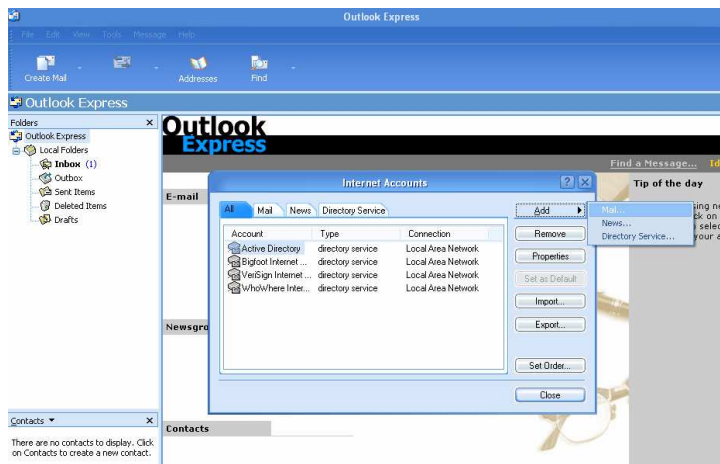 Outlook Express
File Edit View Tools Message Help
Create Mail Addresses Find
Outlook Express
Folders
Outlook Express
Local Folders
Inbox (1)
Outbox
Sent Items
Deleted Items
Drafts
Contacts
There are no contacts to display. Click
on Contacts to create a new contact.
Outlook
Express
Find a Message...
E-mail
Newsgro
Contacts
Tip of the day
Internet Accounts
All Mail News Directory Service
Account Type Connection
Active Directory directory service Local Area Network
Bigfoot Internet ... directory service Local Area Network
VeriSign Internet ... directory service Local Area Network
WhoWhere Inter... directory service Local Area Network
Add
Remove
Properties
Set as Default
Import...
Export...
Set Order...
Close
Mail...
News...
Directory Service...